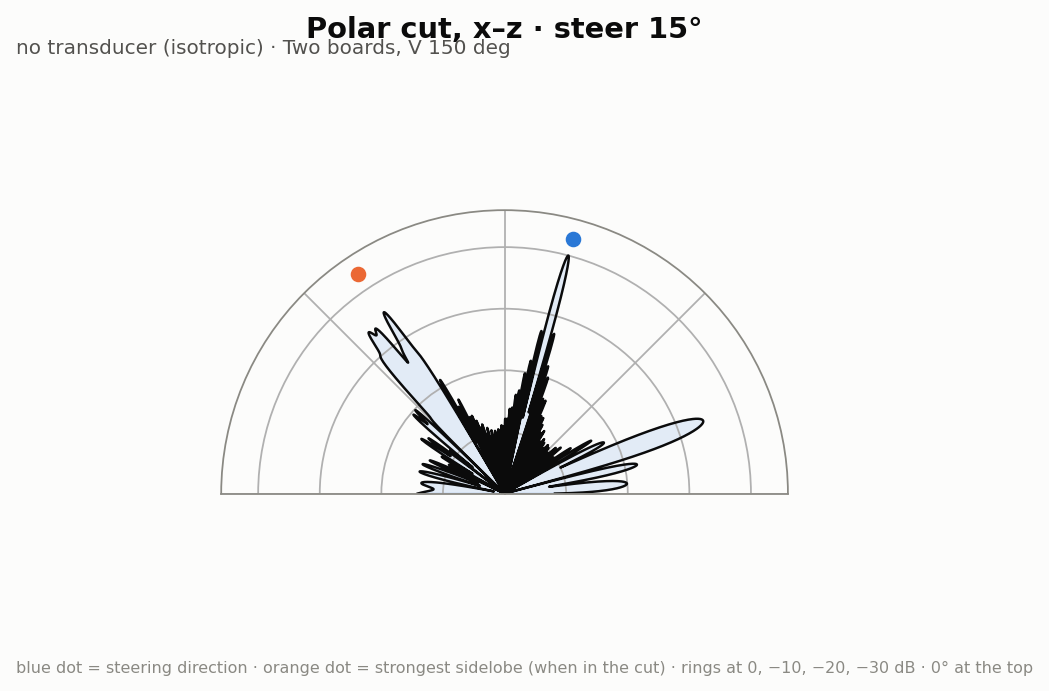 Polar cut, x–z · steer 15°
no transducer (isotropic) · Two boards, V 150 deg
blue dot = steering direction · orange dot = strongest sidelobe (when in the cut) · rings at 0, −10, −20, −30 dB · 0° at the top